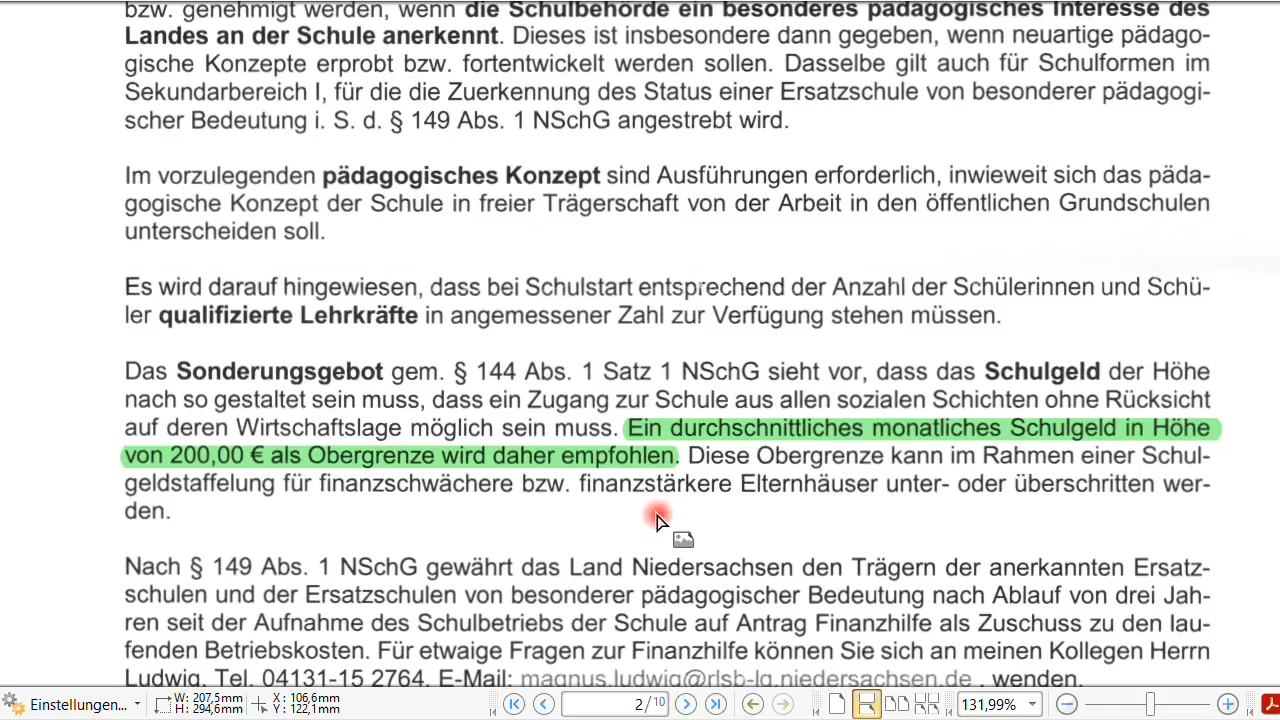 bzw. genehmigt werden, wenn die Schulbehörde ein besonderes pädagogisches Interesse des
Landes an der Schule anerkennt. Dieses ist insbesondere dann gegeben, wenn neuartige pädago-
gische Konzepte erprobt bzw. fortentwickelt werden sollen. Dasselbe gilt auch für Schulformen im
Sekundarbereich I, für die die Zuerkennung des Status einer Ersatzschule von besonderer pädagogi-
scher Bedeutung i. S. d. § 149 Abs. 1 NSchG angestrebt wird.
Im vorzulegenden pädagogisches Konzept sind Ausführungen erforderlich, inwieweit sich das päda-
gogische Konzept der Schule in freier Trägerschaft von der Arbeit in den öffentlichen Grundschulen
unterscheiden soll.
Es wird darauf hingewiesen, dass bei Schulstart entsprechend der Anzahl der Schülerinnen und Schü-
ler qualifizierte Lehrkräfte in angemessener Zahl zur Verfügung stehen müssen.
Das Sonderungsgebot gem. § 144 Abs. 1 Satz 1 NSchG sieht vor, dass das Schulgeld der Höhe
nach so gestaltet sein muss, dass ein Zugang zur Schule aus allen sozialen Schichten ohne Rücksicht
auf deren Wirtschaftslage möglich sein muss. Ein durchschnittliches monatliches Schulgeld in Höhe
von 200,00 € als Obergrenze wird daher empfohlen. Diese Obergrenze kann im Rahmen einer Schul-
geldstaffelung für finanzschwächere bzw. finanzstärkere Elternhäuser unter- oder überschritten wer-
den.
Nach § 149 Abs. 1 NSchG gewährt das Land Niedersachsen den Trägern der anerkannten Ersatz-
schulen und der Ersatzschulen von besonderer pädagogischer Bedeutung nach Ablauf von drei Jah-
ren seit der Aufnahme des Schulbetriebs der Schule auf Antrag Finanzhilfe als Zuschuss zu den lau-
fenden Betriebskosten. Für etwaige Fragen zur Finanzhilfe können Sie sich an meinen Kollegen Herrn
Ludwig, Tel. 04131-15 2764, E-Mail: magnus.ludwig@rlsb-lg.niedersachsen.de , wenden.
Einstellungen... W: 207,5mm H: 294,6mm X: 106,6mm Y: 122,1mm 2 / 10 131,99%